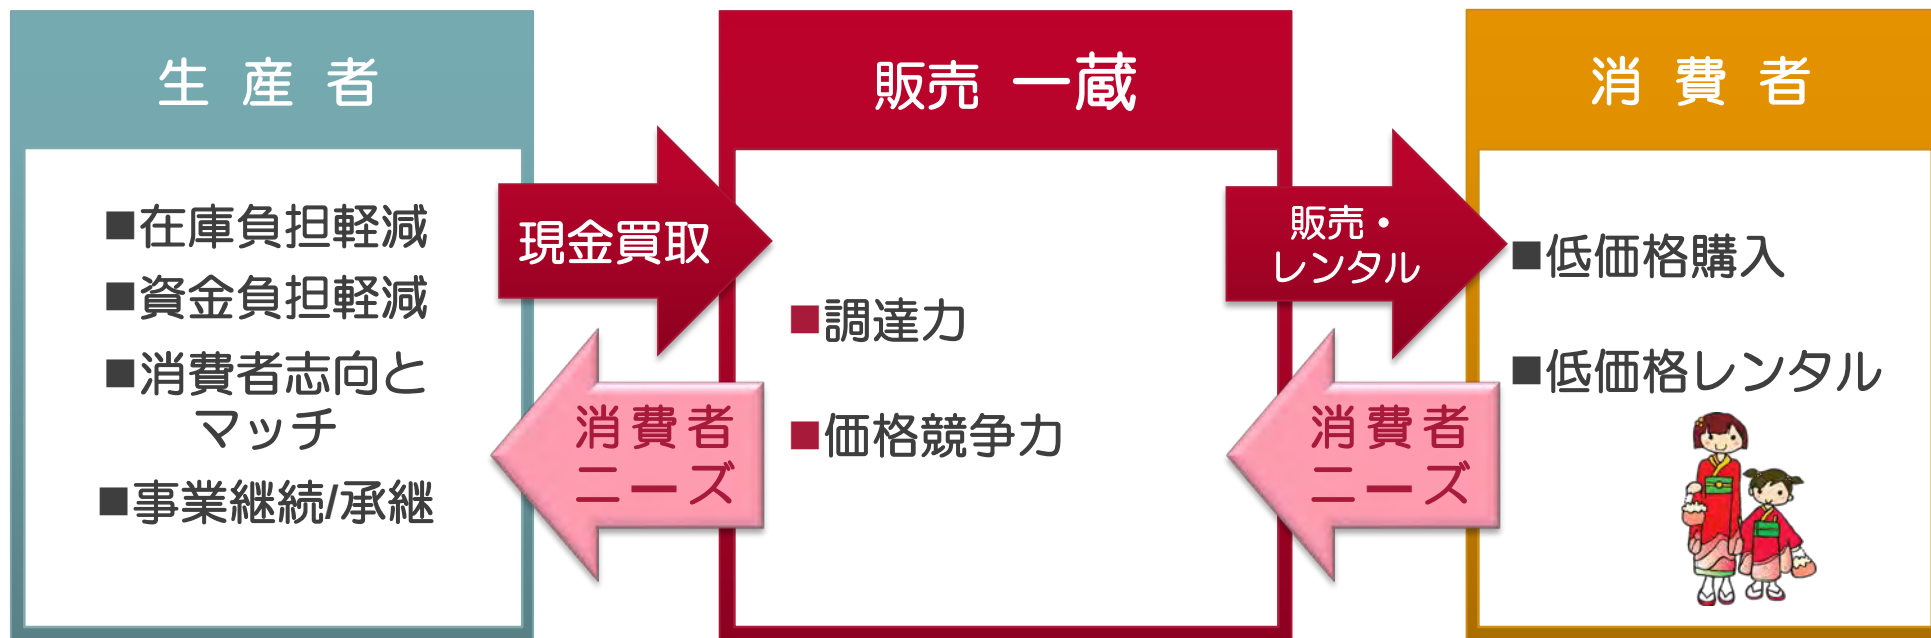 生産者
■在庫負担軽減
■資金負担軽減
■消費者志向と
マッチ
■事業継続/承継
現金買取
消費者
ニーズ
販売 一蔵
■調達力
■価格競争力
販売・
レンタル
消費者
ニーズ
消費者
■低価格購入
■低価格レンタル